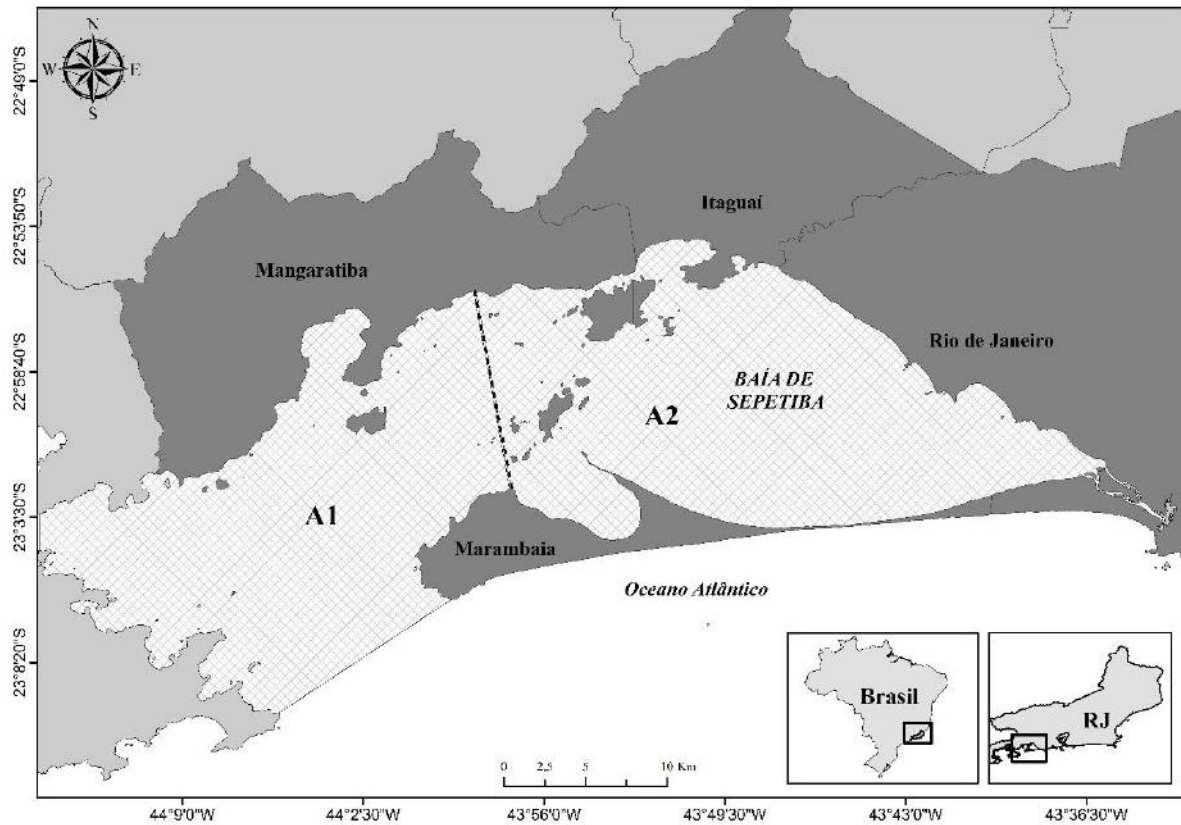 N
W E
S
22°49'0"S
22°53'50"S
22°58'40"S
23°3'30"S
23°8'20"S
Itaguaí
Mangaratiba
Rio de Janeiro
BAÍA DE
SEPETIBA
A2
A1
Marambaia
Oceano Atlântico
Brasil
RJ
0 2,5 5 10 Km
44°9'0"W 44°2'30"W 43°56'0"W 43°49'30"W 43°43'0"W 43°36'30"W